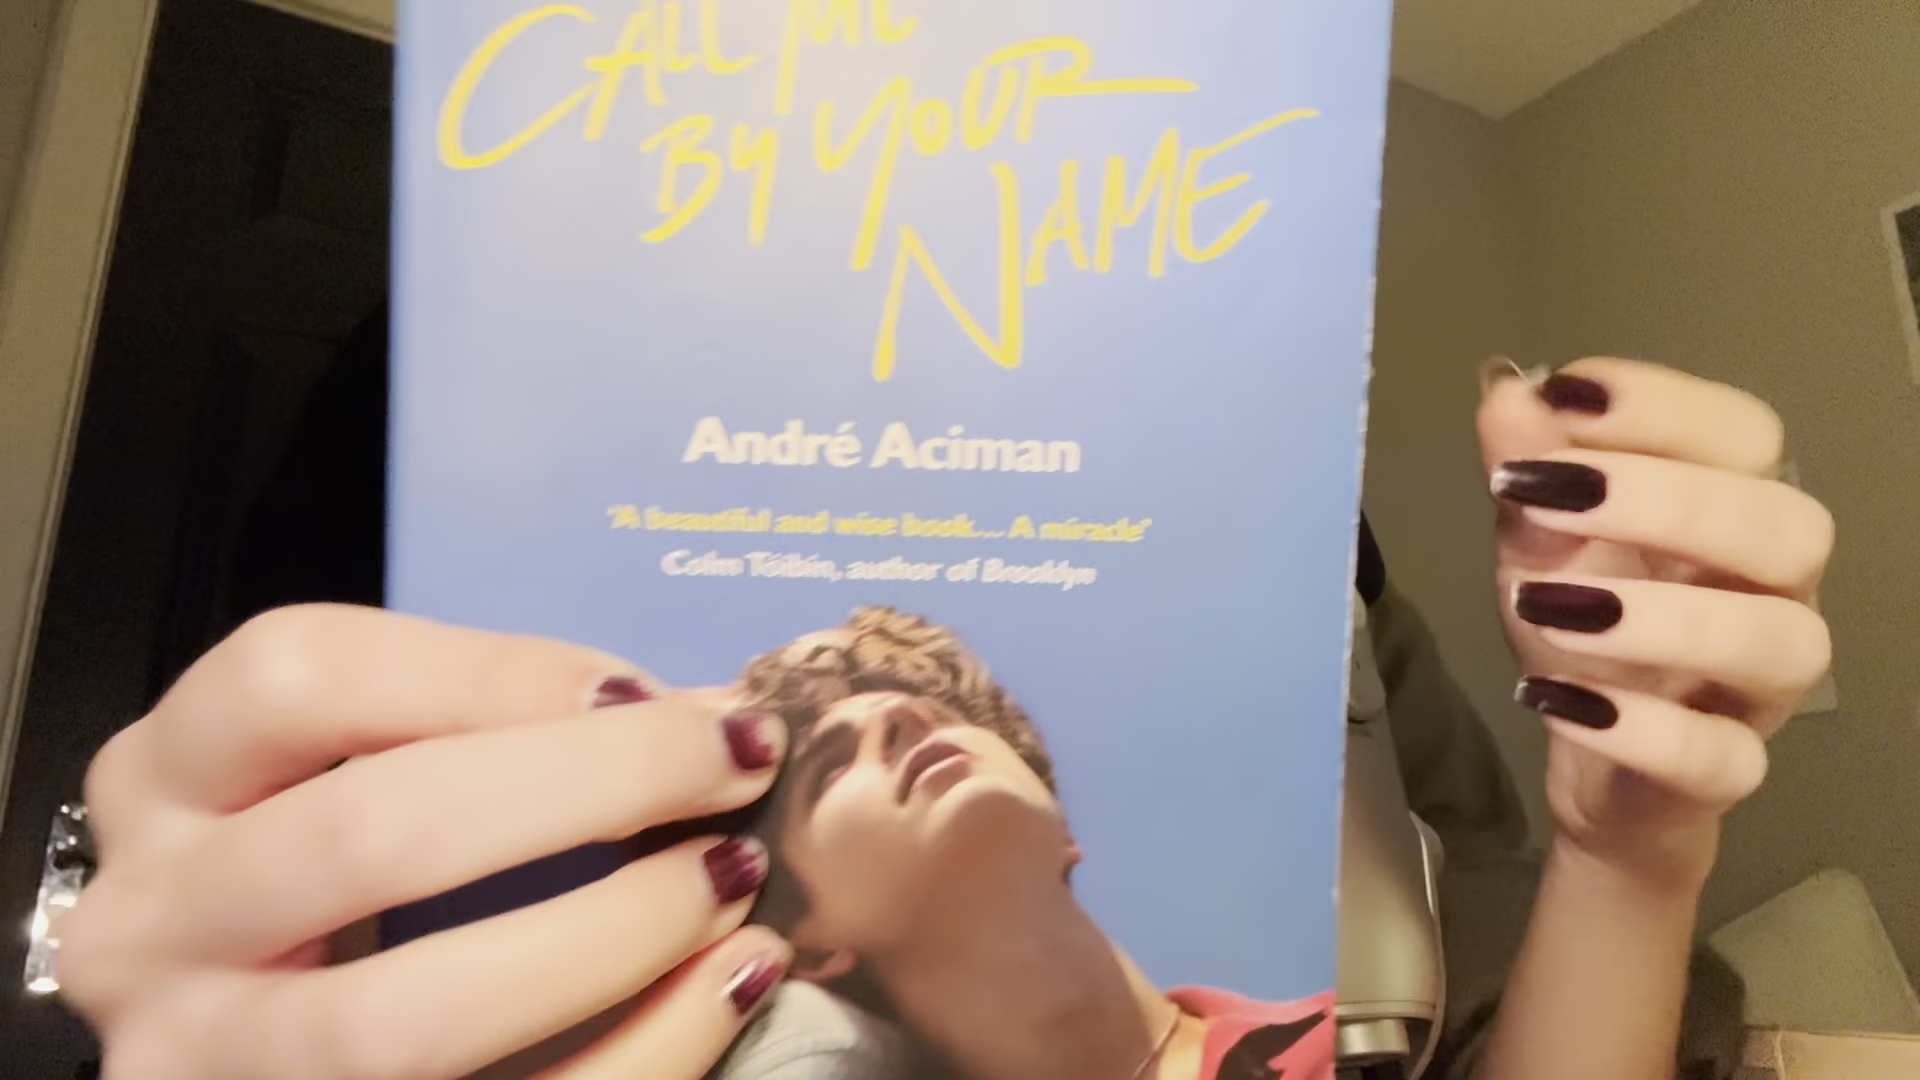 CALL ME
BY YOUR
NAME
André Aciman
'A beautiful and wise book... A miracle'
Colm Tóibín, author of Brooklyn